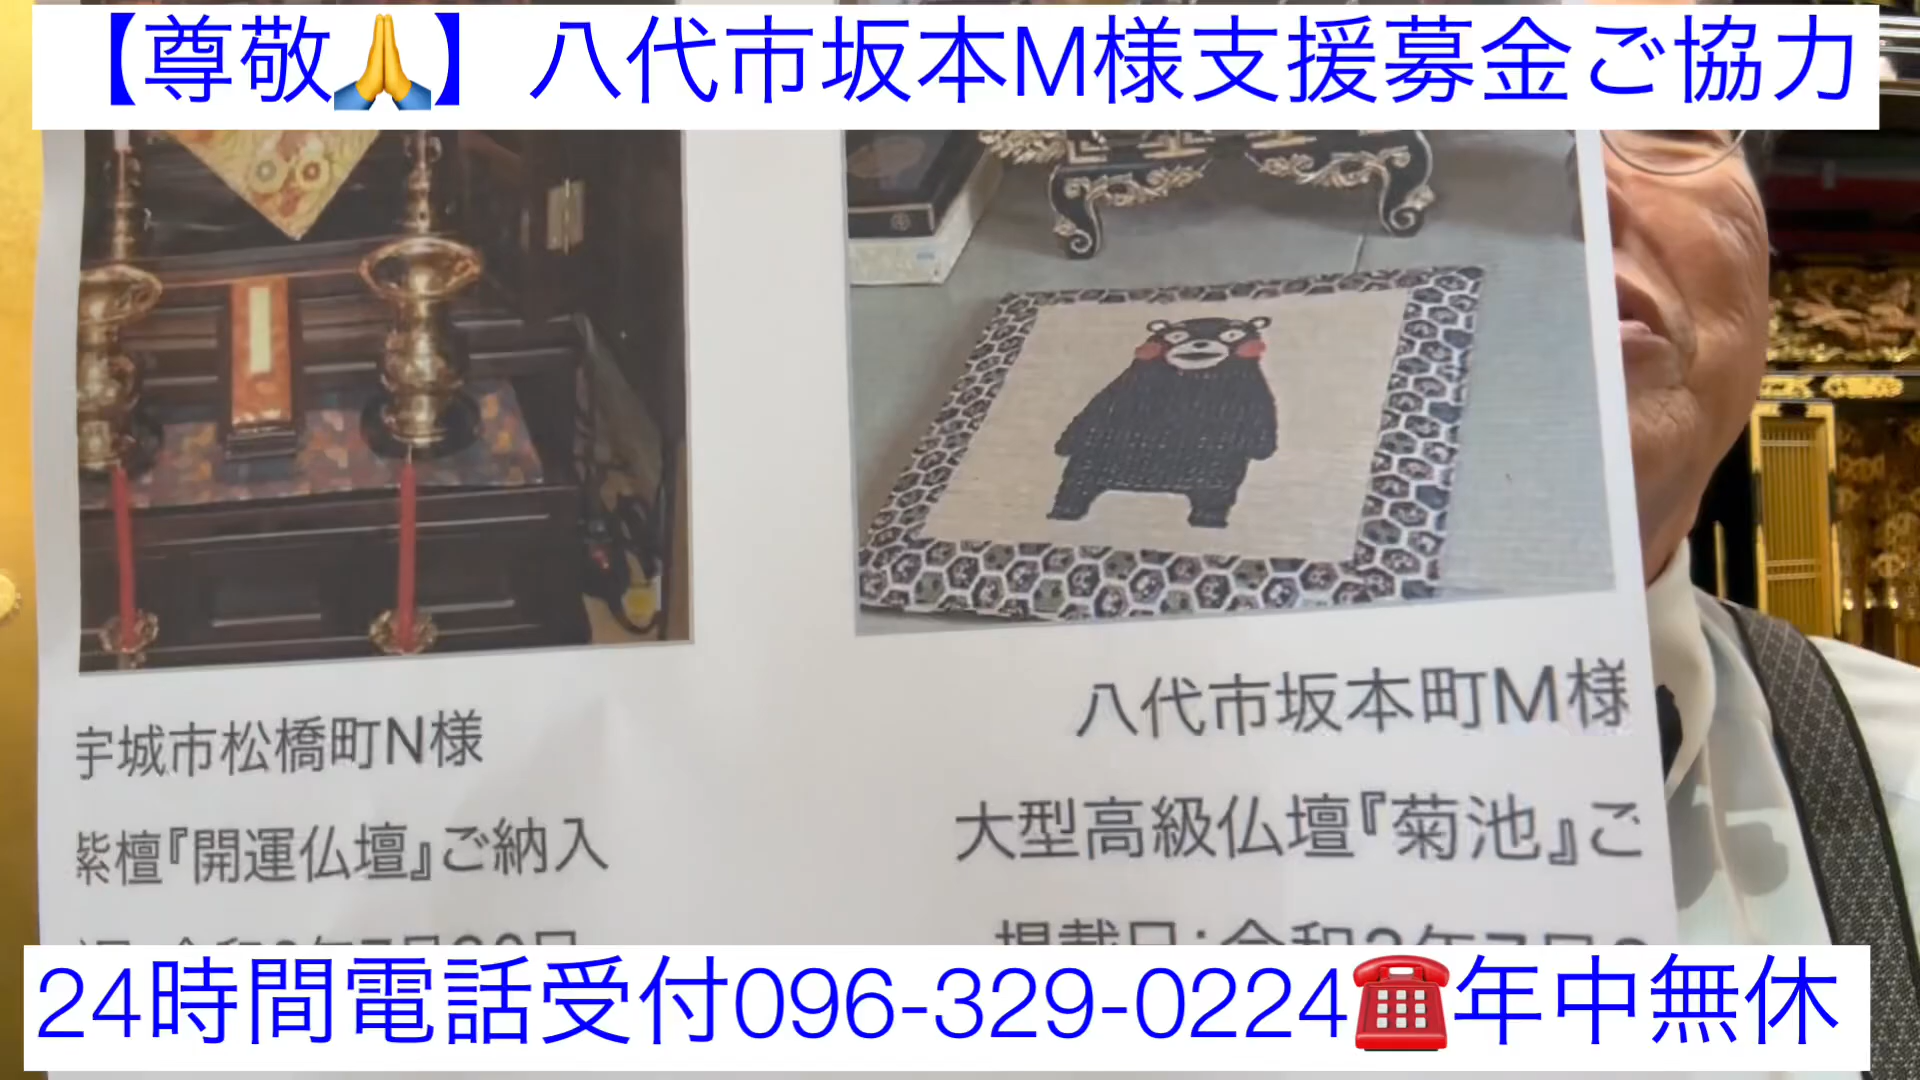 【尊敬🙏】八代市坂本M様支援募金ご協力
宇城市松橋町N様
紫檀『開運仏壇』ご納入
八代市坂本町M様
大型高級仏壇『菊池』ご
24時間電話受付096-329-0224☎️年中無休